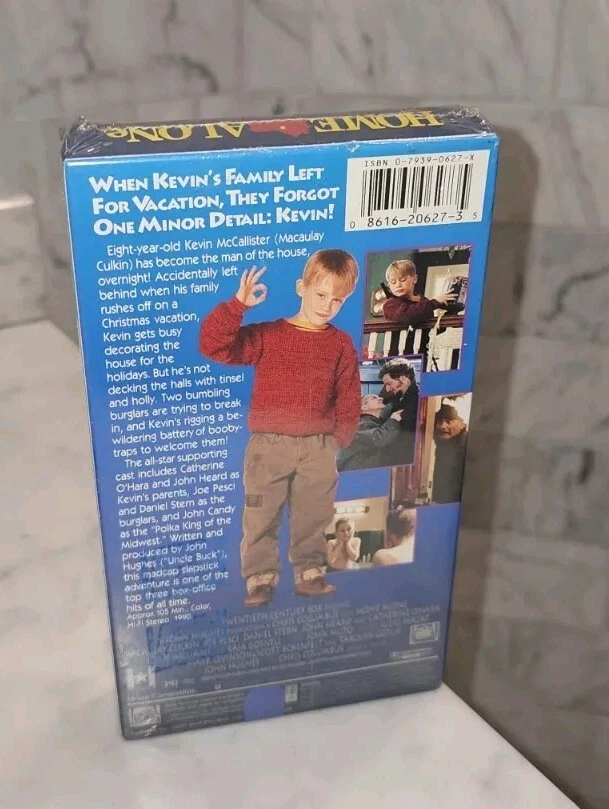 HOME ALONE
WHEN KEVIN'S FAMILY LEFT
FOR VACATION, THEY FORGOT
ONE MINOR DETAIL: KEVIN!
ISBN 0-7939-0627-X
0 8616-20627-3 5
Eight-year-old Kevin McCallister (Macaulay
Culkin) has become the man of the house,
overnight! Accidentally left
behind when his family
rushes off on a
Christmas vacation,
Kevin gets busy
decorating the
house for the
holidays. But he's not
decking the halls with tinsel
and holly. Two bumbling
burglars are trying to break
in, and Kevin's rigging a be-
wildering battery of booby-
traps to welcome them!
The all-star supporting
cast includes Catherine
O'Hara and John Heard as
Kevin's parents, Joe Pesci
and Daniel Stern as the
burglars, and John Candy
as the "Polka King of the
Midwest." Written and
produced by John
Hughes ("Uncle Buck"),
this madcap slapstick
adventure is one of the
top three box-office
hits of all time.
Approx 105 Min., Color,
Hi-Fi Stereo 1990
TWENTIETH CENTURY FOX
CHRIS COLUMBUS HOME ALONE
MACAULAY CULKIN JOE PESCI DANIEL STERN JOHN HEARD CATHERINE O'HARA
JOHN HUGHES CHRIS COLUMBUS